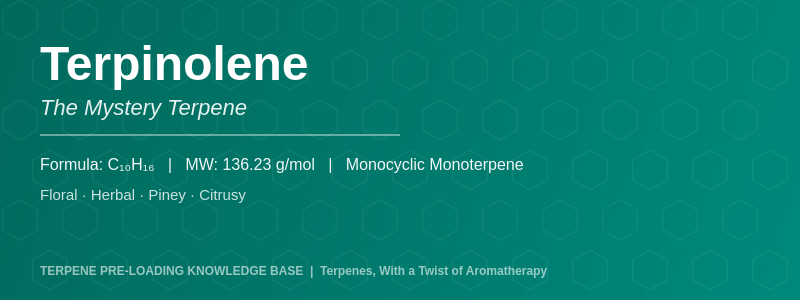 Terpinolene
The Mystery Terpene
Formula: C₁₀H₁₆ | MW: 136.23 g/mol | Monocyclic Monoterpene
Floral · Herbal · Piney · Citrusy
TERPENE PRE-LOADING KNOWLEDGE BASE | Terpenes, With a Twist of Aromatherapy